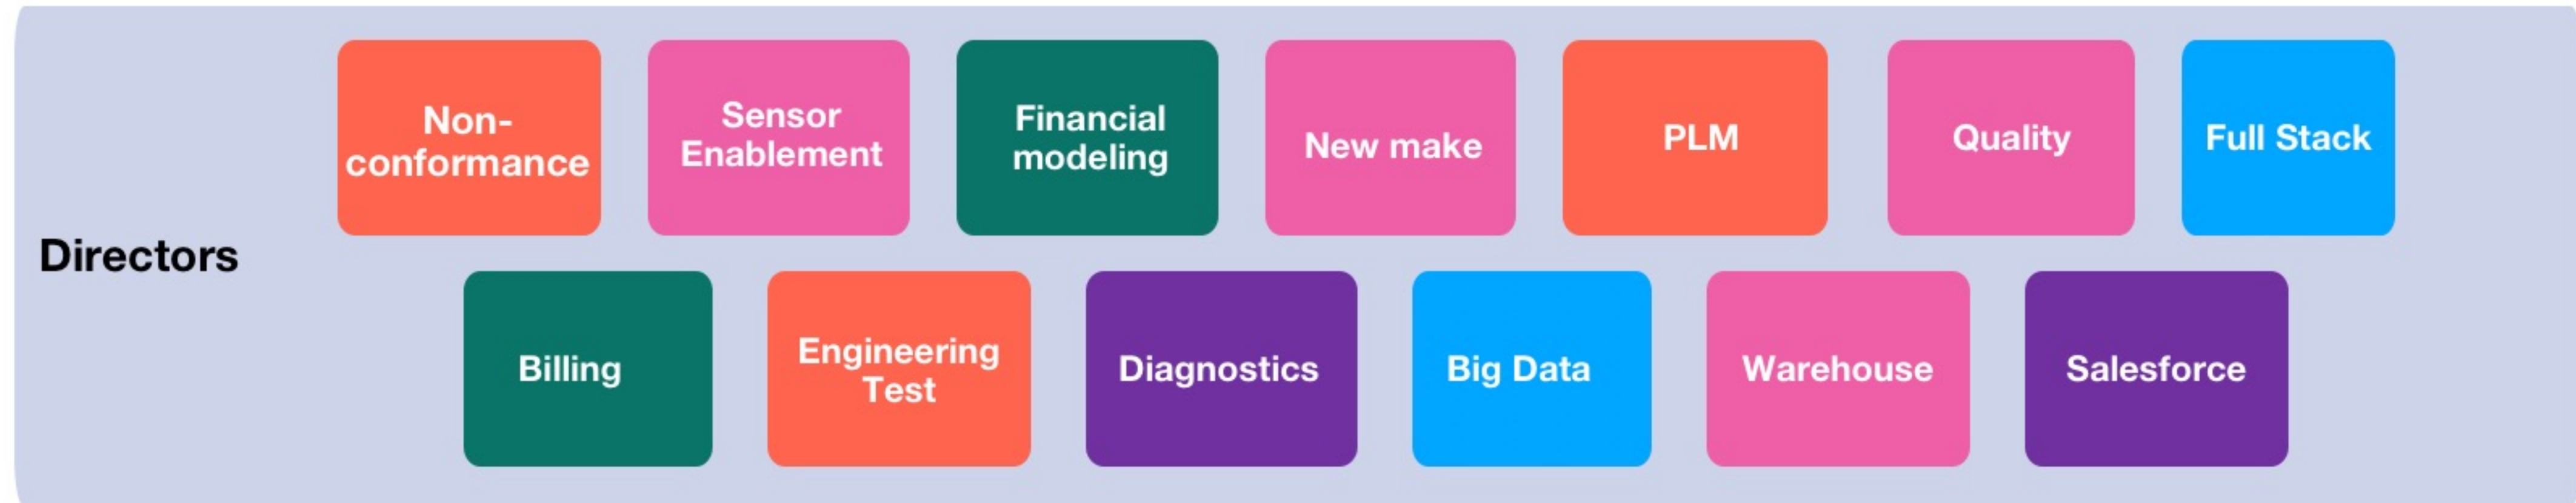 Directors
Non-
conformance
Sensor
Enablement
Financial
modeling
New make
PLM
Quality
Full Stack
Billing
Engineering
Test
Diagnostics
Big Data
Warehouse
Salesforce